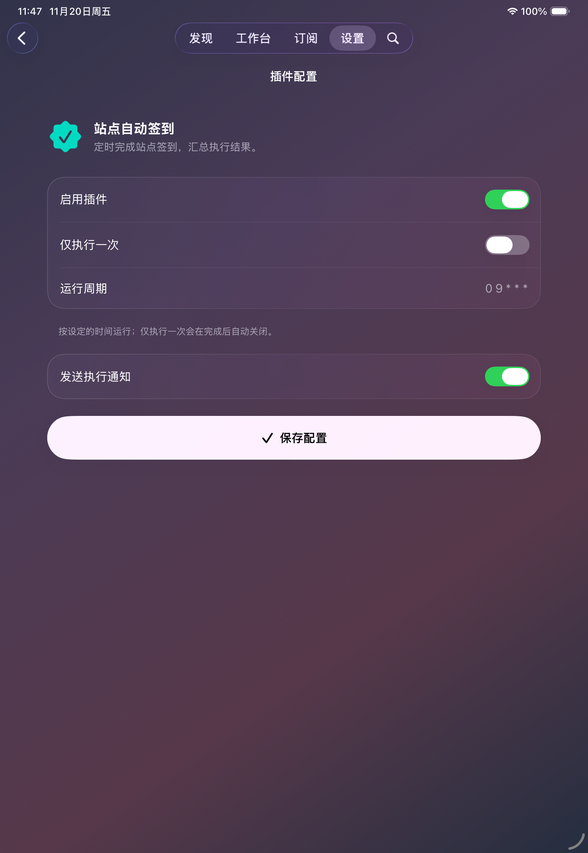 11:47 11月20日周五
100%
发现 工作台 订阅 设置
插件配置
站点自动签到
定时完成站点签到，汇总执行结果。
启用插件
仅执行一次
运行周期 0 9 * * *
按设定的时间运行；仅执行一次会在完成后自动关闭。
发送执行通知
保存配置